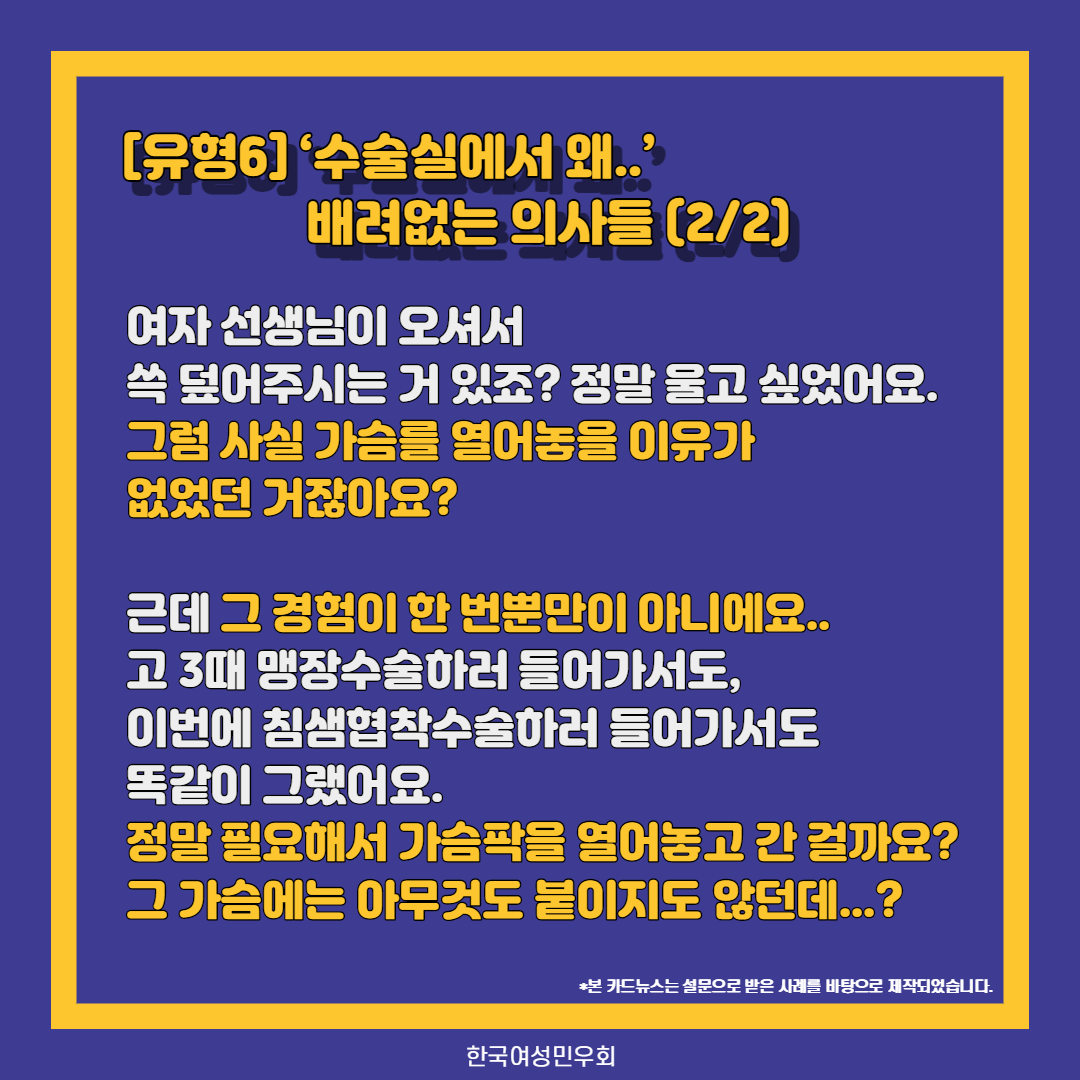 [유형6] ‘수술실에서 왜..’
배려없는 의사들 (2/2)
여자 선생님이 오셔서
쓱 덮어주시는 거 있죠? 정말 울고 싶었어요.
그럼 사실 가슴를 열어놓을 이유가
없었던 거잖아요?
근데 그 경험이 한 번뿐만이 아니에요..
고 3때 맹장수술하러 들어가서도,
이번에 침샘협착수술하러 들어가서도
똑같이 그랬어요.
정말 필요해서 가슴팍을 열어놓고 간 걸까요?
그 가슴에는 아무것도 붙이지도 않던데...?
*본 카드뉴스는 설문으로 받은 사례를 바탕으로 제작되었습니다.
한국여성민우회